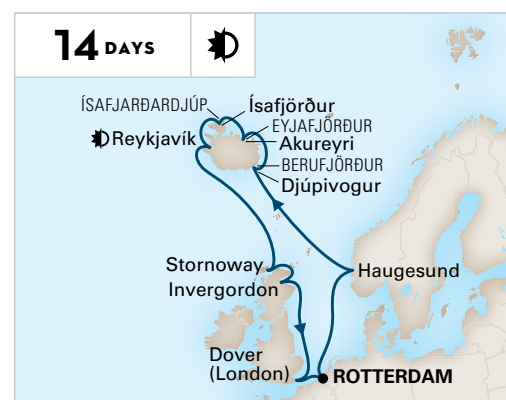 14 DAYS
ÍSAFJARÐARDJÚP
Ísafjörður
EYJAFJÖRÐUR
Reykjavík
Akureyri
BERUFJÖRÐUR
Djúpivogur
Stornoway
Haugesund
Invergordon
Dover
(London)
ROTTERDAM